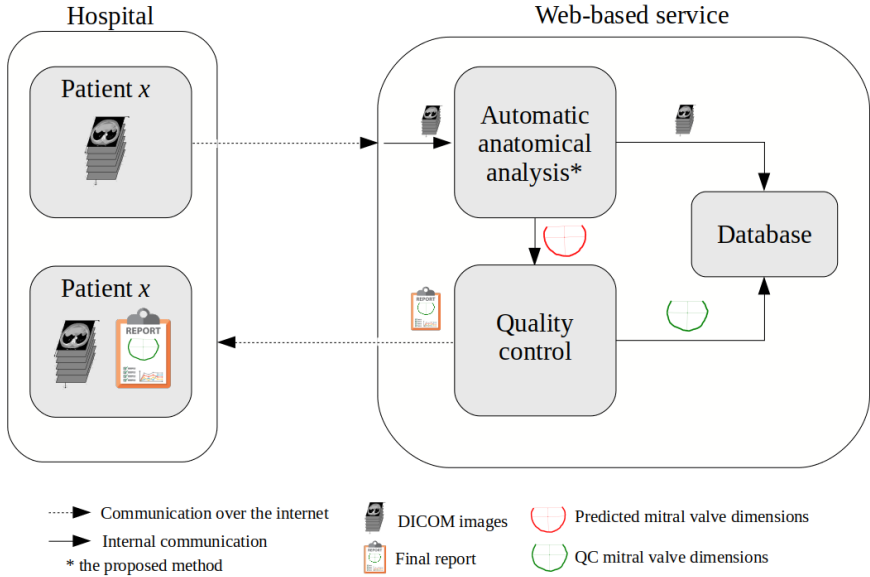 Hospital
Web-based service
Patient x
Automatic
anatomical
analysis*
Database
Patient x
REPORT
REPORT
Quality
control
Communication over the internet
Internal communication
* the proposed method
DICOM images
REPORT
Final report
Predicted mitral valve dimensions
QC mitral valve dimensions